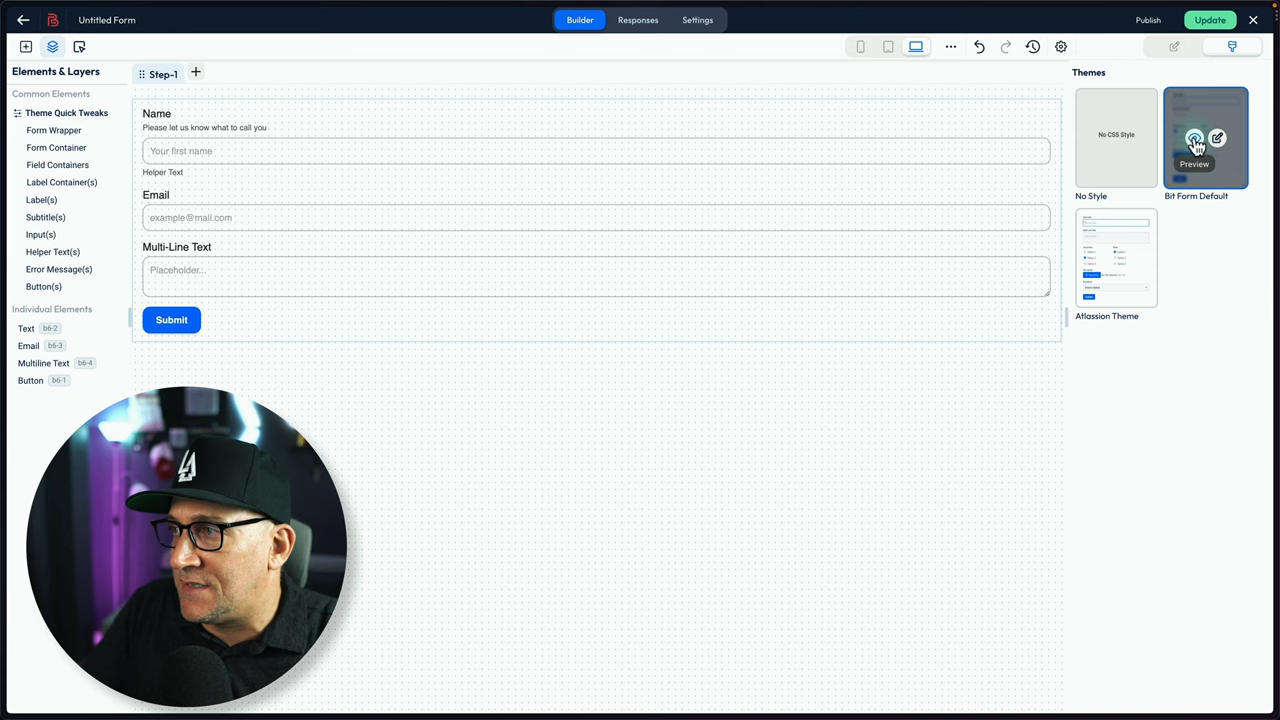 Untitled Form
Builder
Responses
Settings
Publish
Update
Elements & Layers
Common Elements
Theme Quick Tweaks
Form Wrapper
Form Container
Field Containers
Label Container(s)
Label(s)
Subtitle(s)
Input(s)
Helper Text(s)
Error Message(s)
Button(s)
Individual Elements
Text b6-2
Email b6-3
Multiline Text b6-4
Button b6-1
Step-1
Name
Please let us know what to call you
Your first name
Helper Text
Email
example@mail.com
Multi-Line Text
Placeholder...
Submit
Themes
No CSS Style
Preview
No Style
Bit Form Default
Atlassion Theme